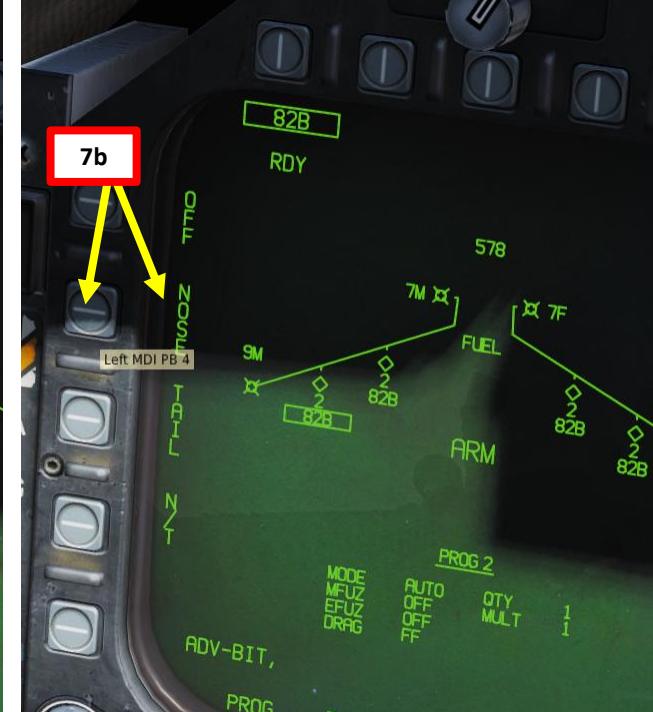 82B
RDY
7b
OFF
578
NOSE
7M
7F
FUEL
Left MDI PB 4
9M
2
82B
2
82B
2
82B
2
82B
TAIL
ARM
N/T
PROG 2
MODE AUTO QTY 1
MFUZ OFF MULT 1
EFUZ OFF
DRAG FF
ADV-BIT,
PROG